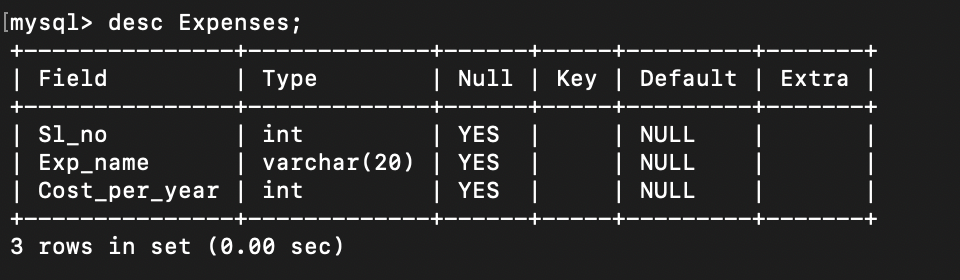 [mysql> desc Expenses;
+---------------+-------------+------+-----+---------+-------+
| Field         | Type        | Null | Key | Default | Extra |
+---------------+-------------+------+-----+---------+-------+
| Sl_no         | int         | YES  |     | NULL    |       |
| Exp_name      | varchar(20) | YES  |     | NULL    |       |
| Cost_per_year | int         | YES  |     | NULL    |       |
+---------------+-------------+------+-----+---------+-------+
3 rows in set (0.00 sec)